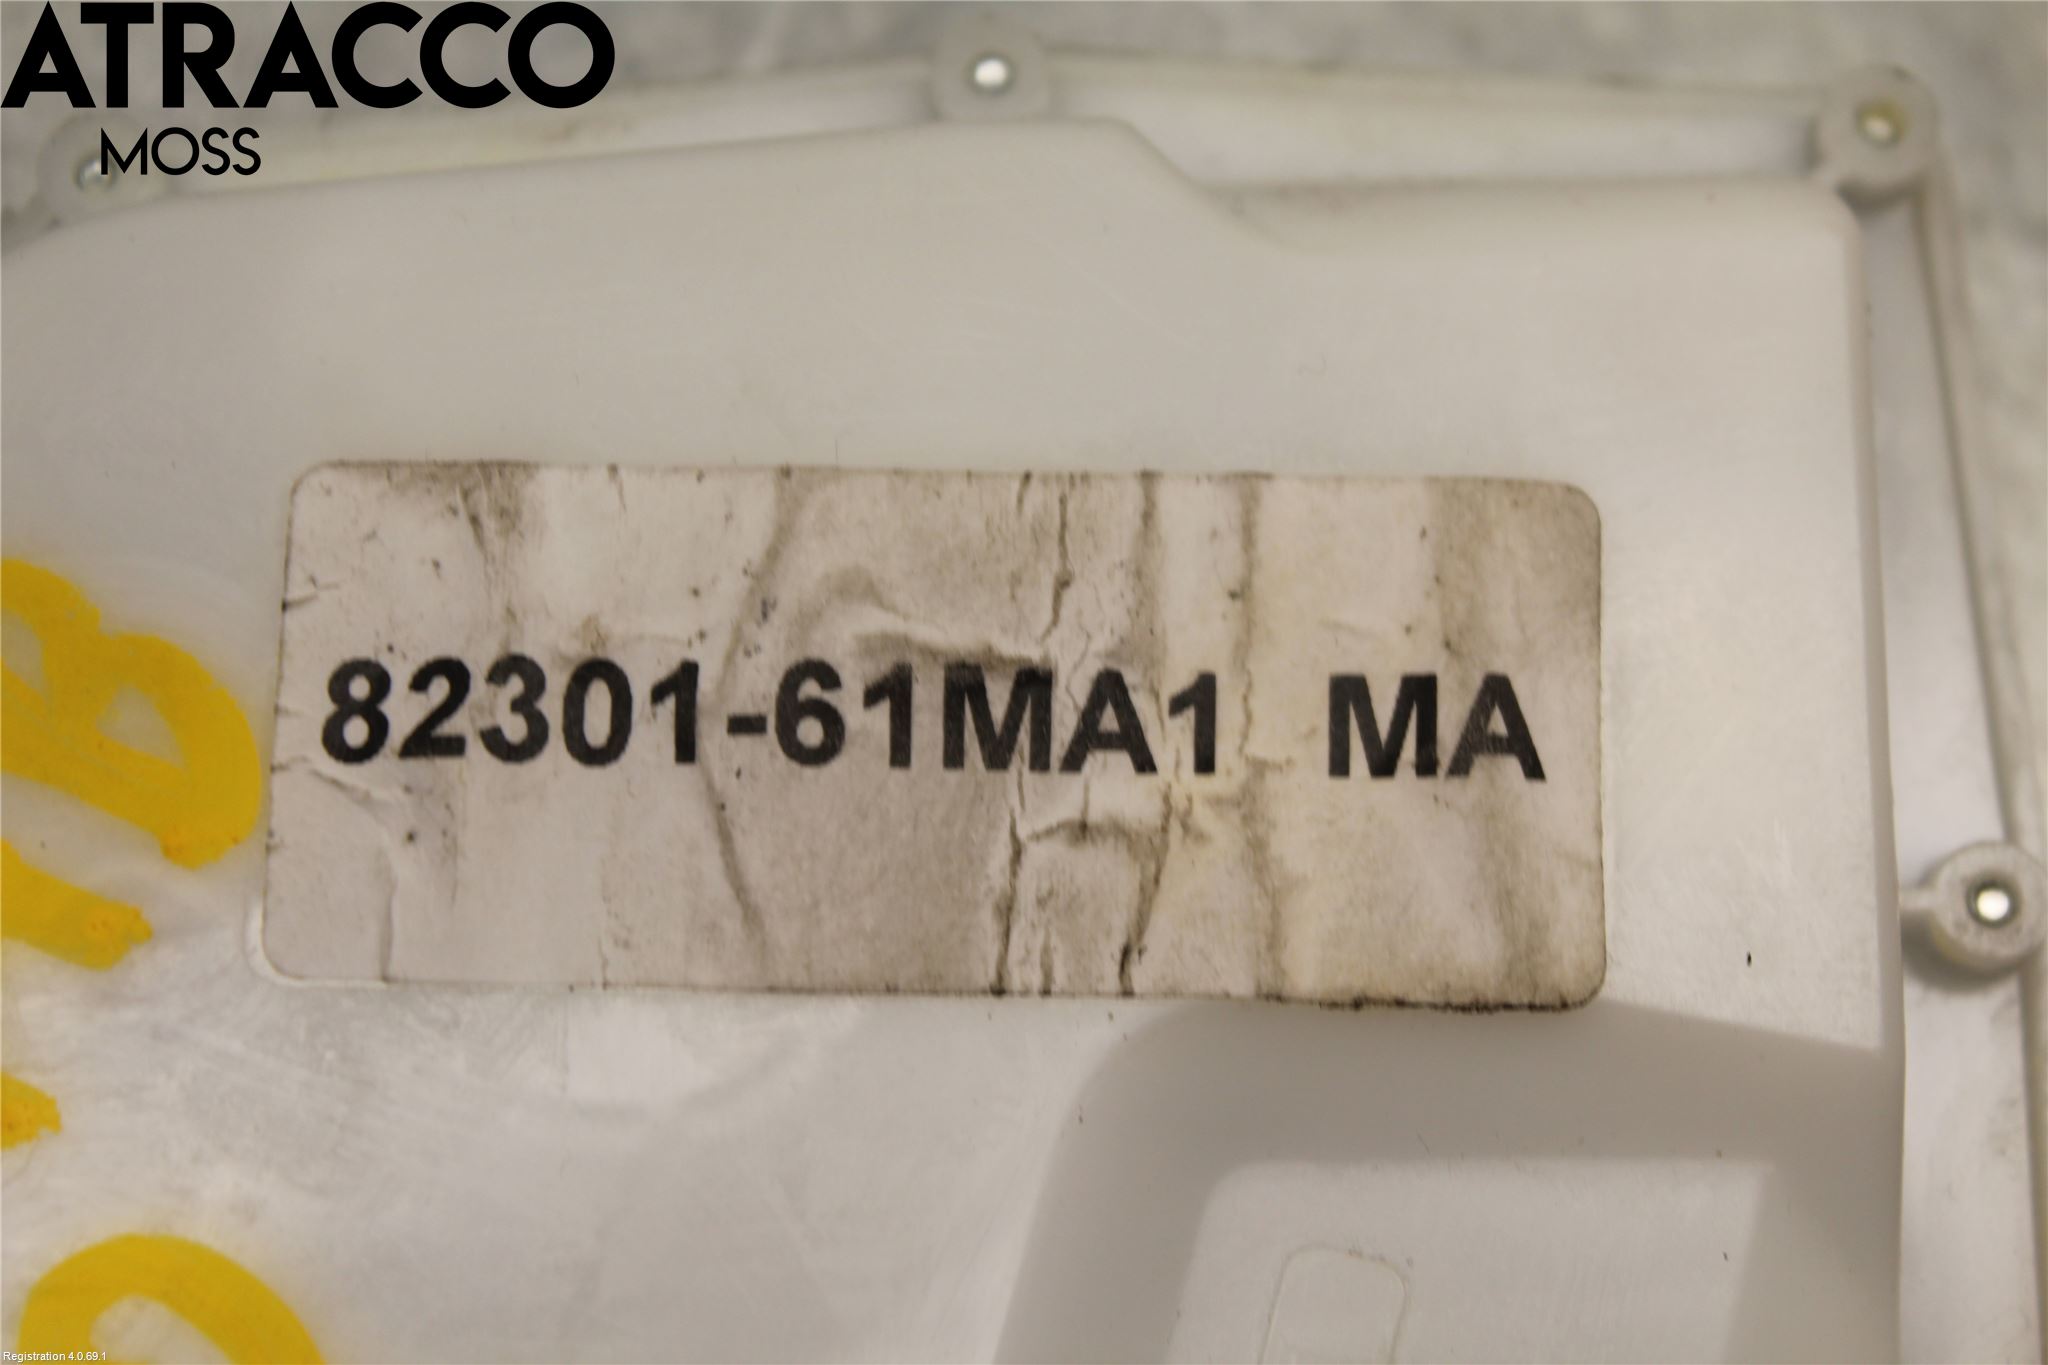 ATRACCO
MOSS
82301-61MA1 MA
B
Registration 4.0.69.1